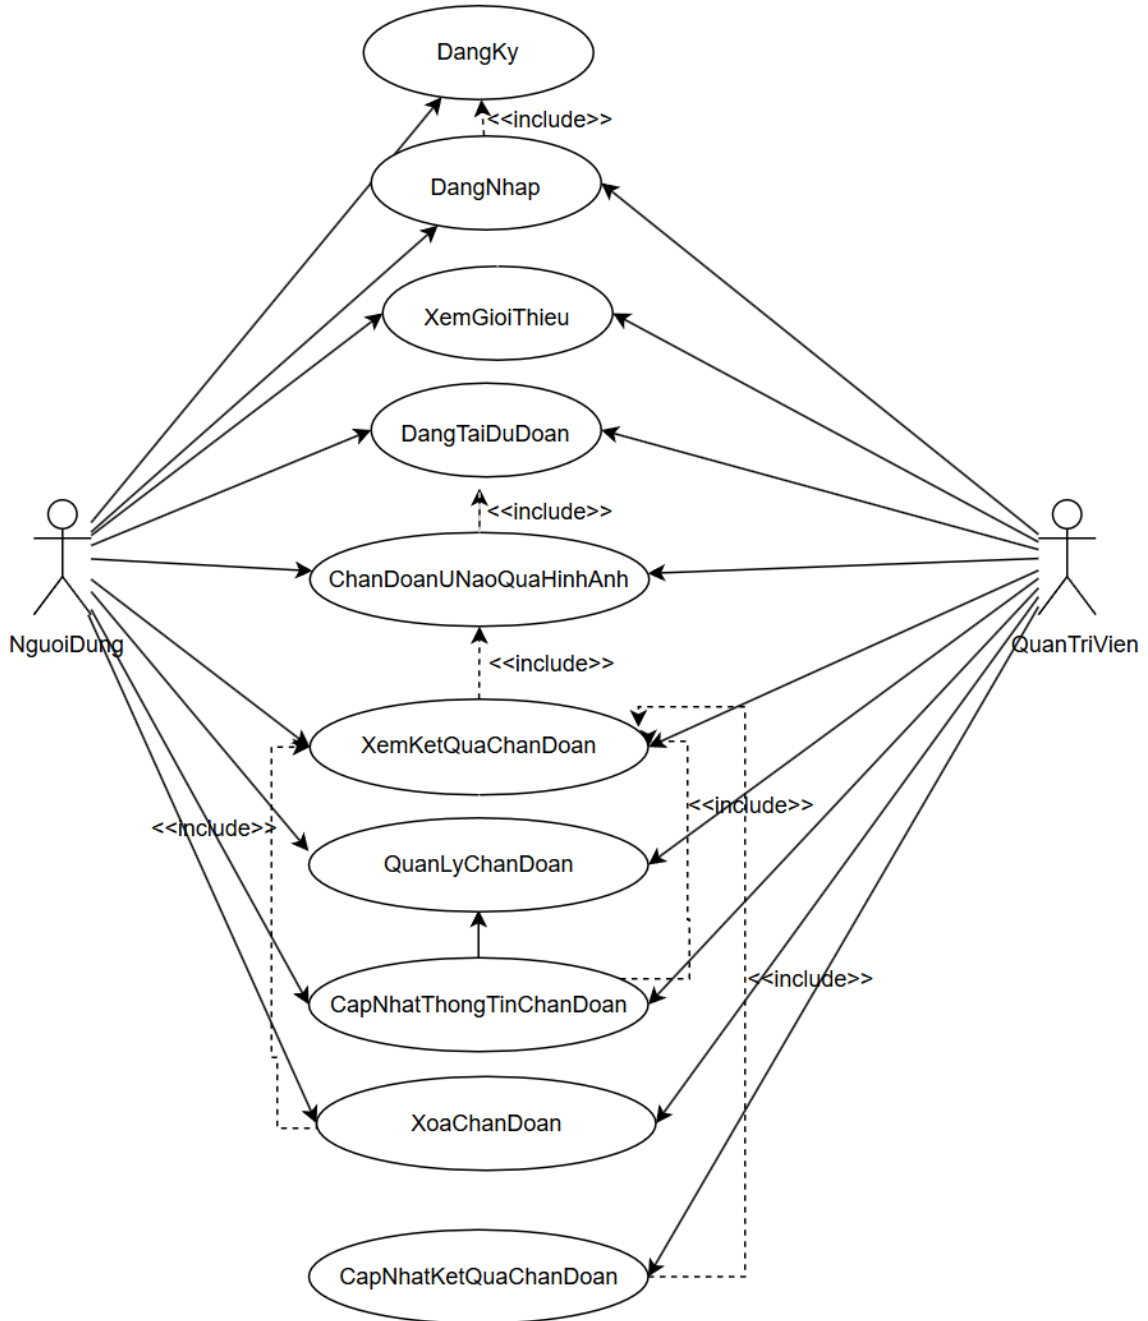 DangKy
<<include>>
DangNhap
XemGioiThieu
DangTaiDuDoan
<<include>>
ChanDoanUNaoQuaHinhAnh
NguoiDung
QuanTriVien
<<include>>
XemKetQuaChanDoan
<<include>>
<<include>>
QuanLyChanDoan
<<include>>
CapNhatThongTinChanDoan
XoaChanDoan
CapNhatKetQuaChanDoan